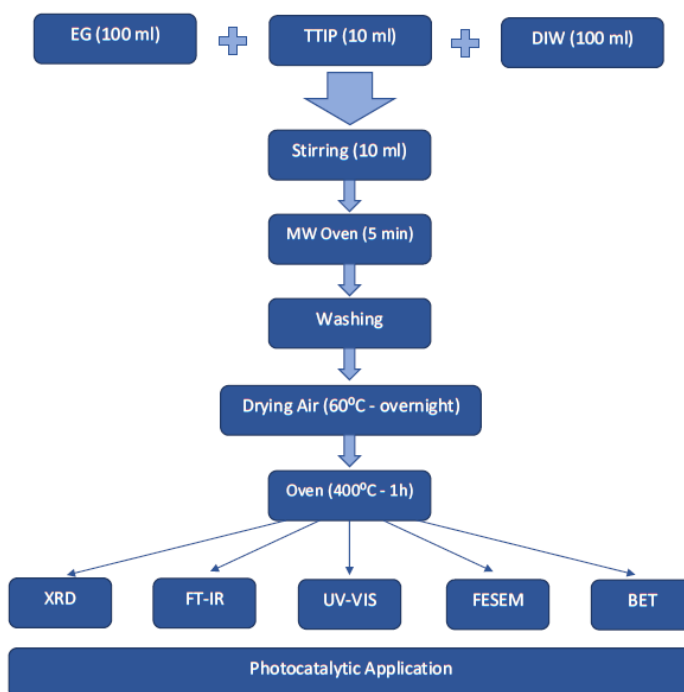 EG (100 ml)
TTIP (10 ml)
DIW (100 ml)
Stirring (10 ml)
MW Oven (5 min)
Washing
Drying Air (60⁰C - overnight)
Oven (400⁰C - 1h)
XRD
FT-IR
UV-VIS
FESEM
BET
Photocatalytic Application